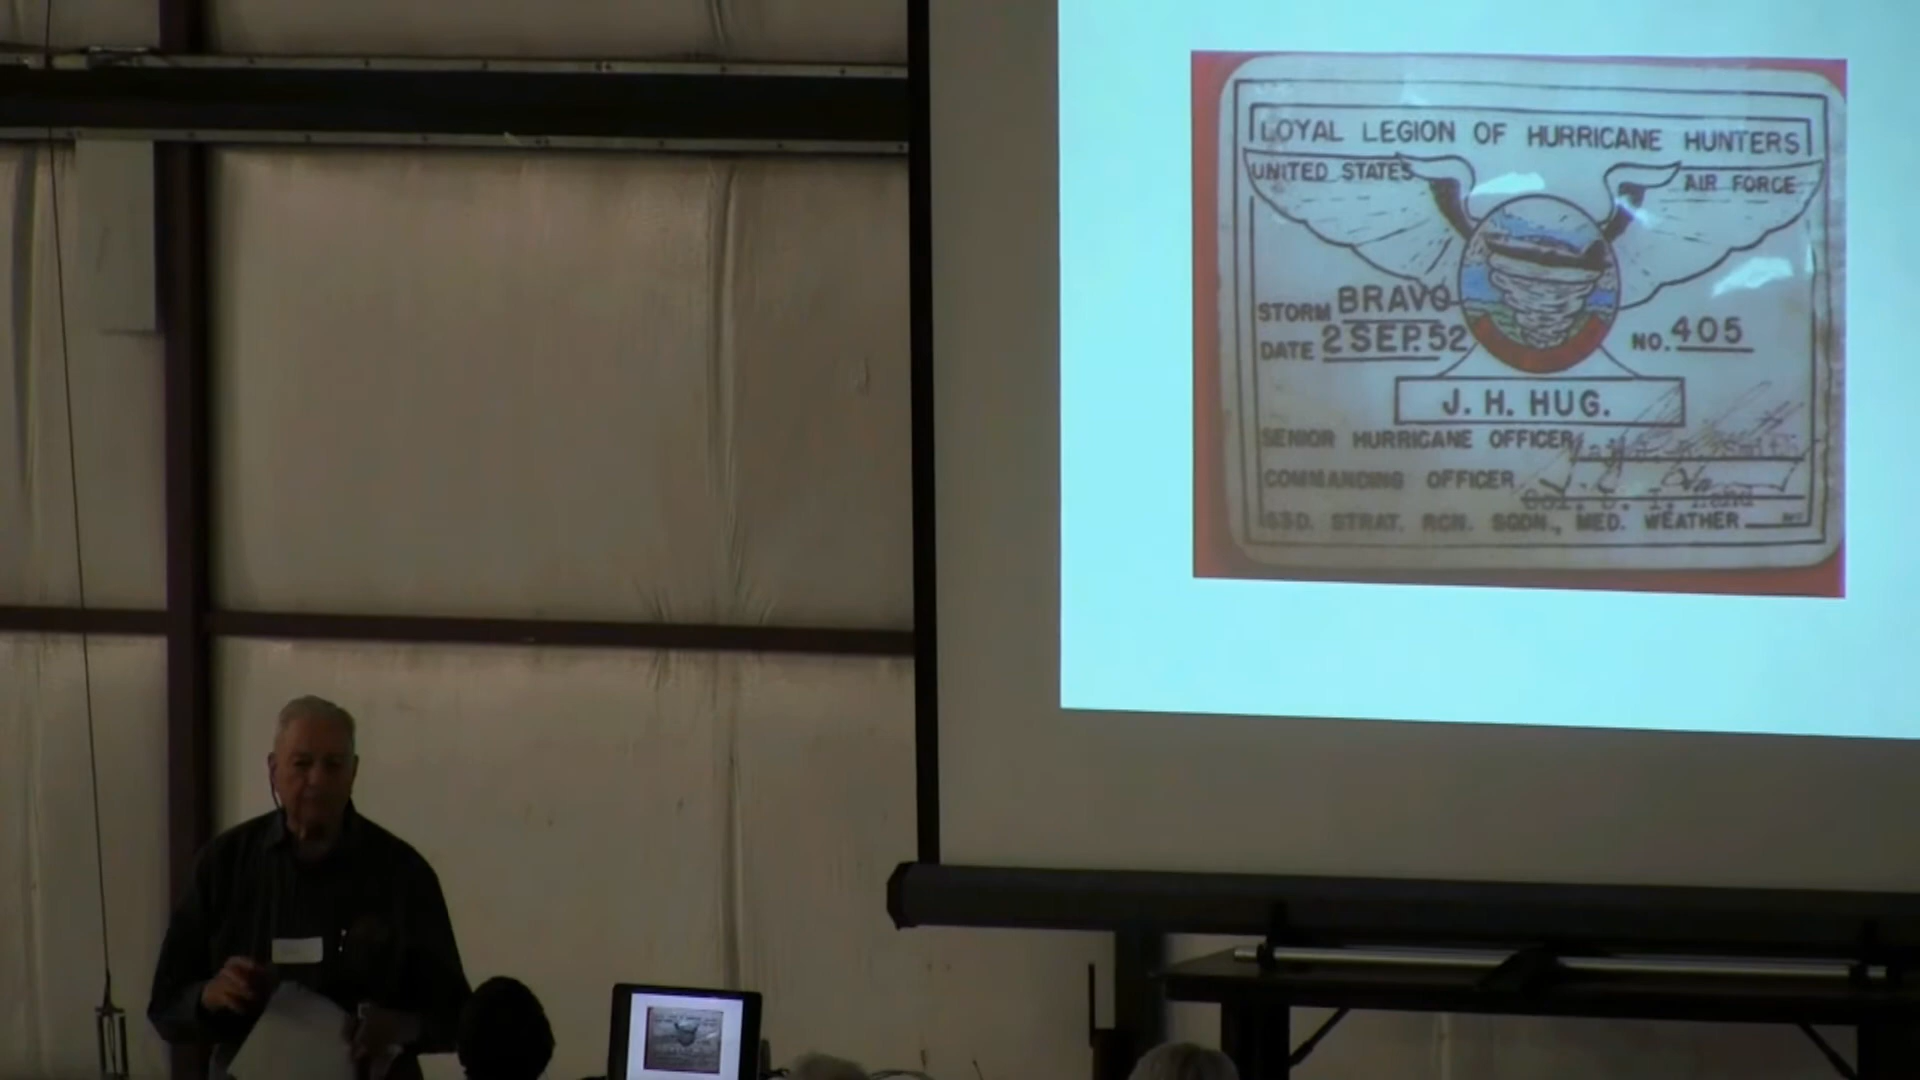 LOYAL LEGION OF HURRICANE HUNTERS
UNITED STATES AIR FORCE
STORM BRAVO
DATE 2 SEP. 52 NO. 405
J. H. HUG.
SENIOR HURRICANE OFFICER
COMMANDING OFFICER
STRAT. RCN. SQDN., MED. WEATHER